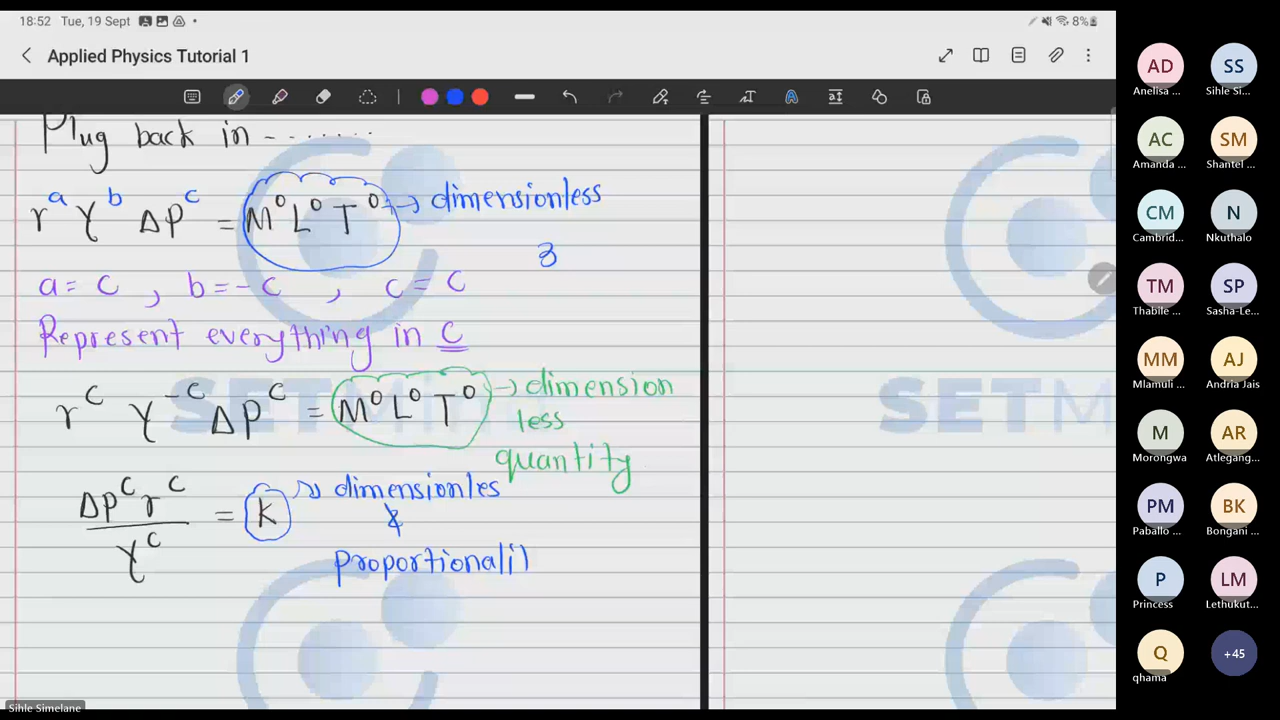 18:52 Tue, 19 Sept
8%
Applied Physics Tutorial 1
Plug back in - ........
r^a γ^b ΔP^c = M⁰L⁰T⁰ → dimensionless
a = c , b = -c , c = c
Represent everything in c
r^c γ^-c ΔP^c = M⁰L⁰T⁰ → dimension
less
quantity
ΔP^c r^c / γ^c = K → dimensionles
&
proportionali
SETMi
SETMi
AD
Anelisa ...
SS
Sihle Si...
AC
Amanda ...
SM
Shantel ...
CM
Cambrid...
N
Nkuthalo
TM
Thabile ...
SP
Sasha-Le...
MM
Mlamuli ...
AJ
Andria Jais
M
Morongwa
AR
Atlegang...
PM
Paballo ...
BK
Bongani ...
P
Princess
LM
Lethukut...
Q
qhama
+45
Sihle Simelane